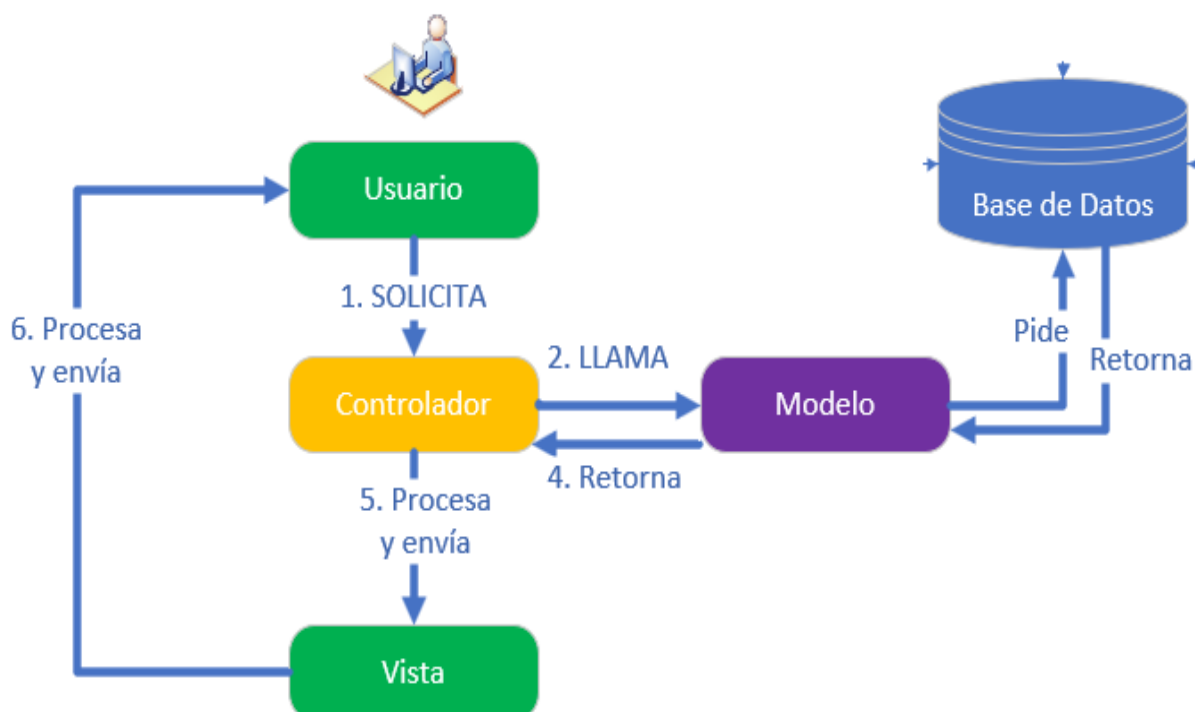 Usuario
Base de Datos
1. SOLICITA
6. Procesa
y envía
Pide
Retorna
2. LLAMA
Controlador
Modelo
4. Retorna
5. Procesa
y envía
Vista